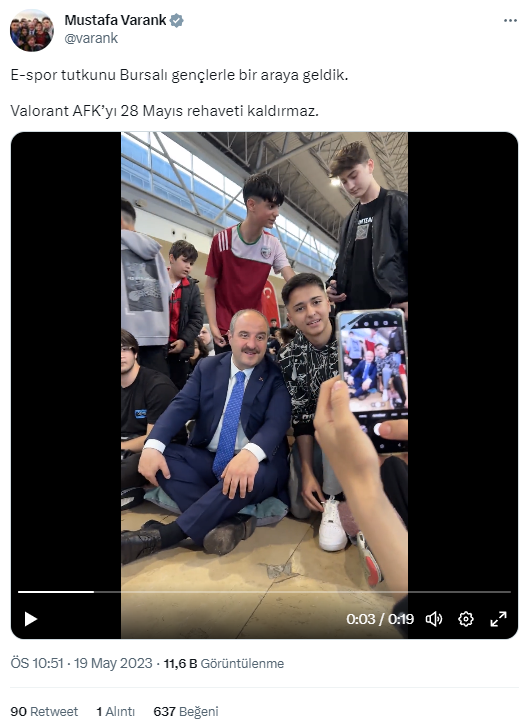 Mustafa Varank
@varank
E-spor tutkunu Bursalı gençlerle bir araya geldik.
Valorant AFK’yı 28 Mayıs rehaveti kaldırmaz.
0:03 / 0:19
ÖS 10:51 · 19 May 2023 · 11,6 B Görüntülenme
90 Retweet 1 Alıntı 637 Beğeni